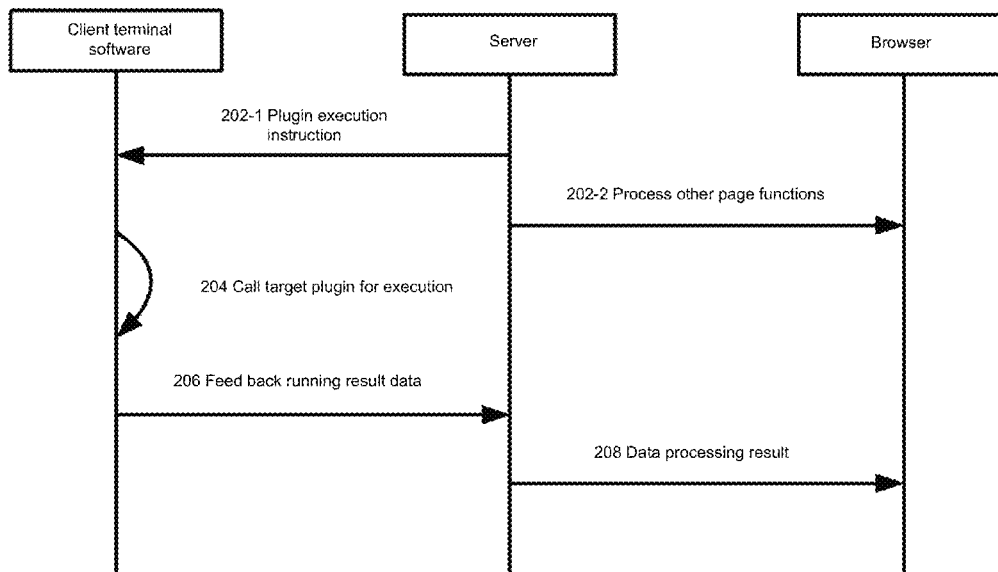 Client terminal
software
Server
Browser
202-1 Plugin execution
instruction
202-2 Process other page functions
204 Call target plugin for execution
206 Feed back running result data
208 Data processing result